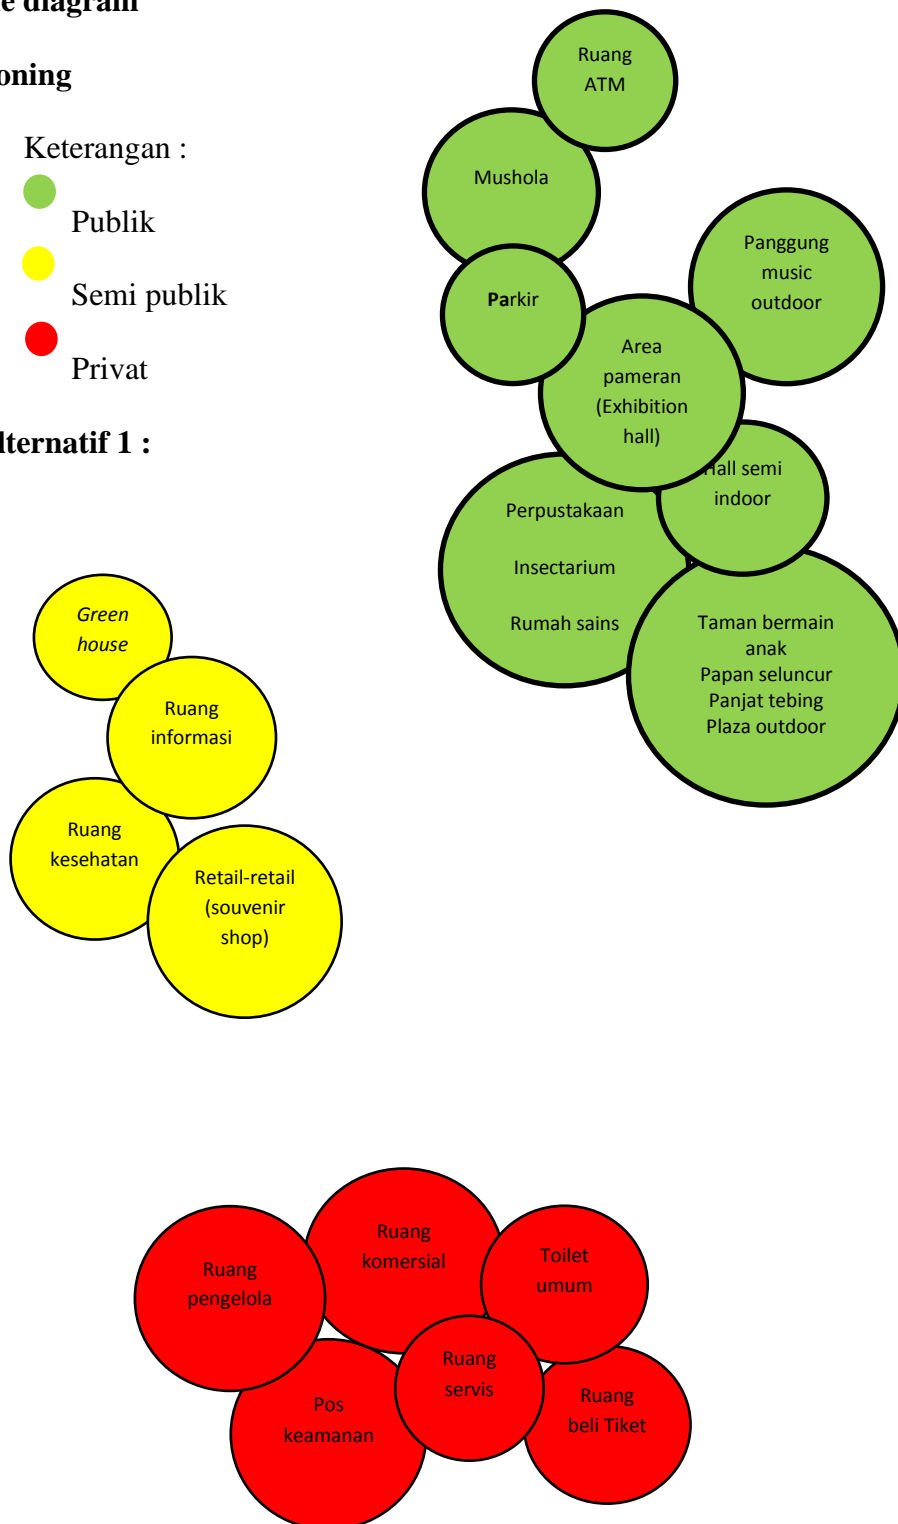 e diagram
oning
Keterangan :
Publik
Semi publik
Privat
lternatif 1 :
Ruang
ATM
Mushola
Parkir
Panggung
music
outdoor
Area
pameran
(Exhibition
hall)
Hall semi
indoor
Perpustakaan
Insectarium
Rumah sains
Taman bermain
anak
Papan seluncur
Panjat tebing
Plaza outdoor
Green
house
Ruang
informasi
Ruang
kesehatan
Retail-retail
(souvenir
shop)
Ruang
pengelola
Ruang
komersial
Toilet
umum
Pos
keamanan
Ruang
servis
Ruang
beli Tiket